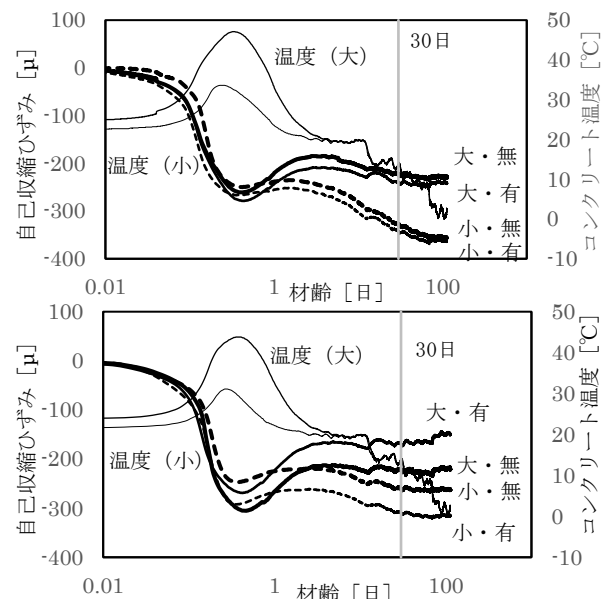 100
0
-100
-200
-300
-400
自己収縮ひずみ [µ]
50
40
30
20
10
0
-10
コンクリート温度 [℃]
30日
温度（大）
温度（小）
大・無
大・有
小・無
小・有
0.01
1
100
材齢 [日]
100
0
-100
-200
-300
-400
自己収縮ひずみ [µ]
50
40
30
20
10
0
-10
コンクリート温度 [℃]
30日
温度（大）
温度（小）
大・有
大・無
小・無
小・有
0.01
1
100
材齢 [日]